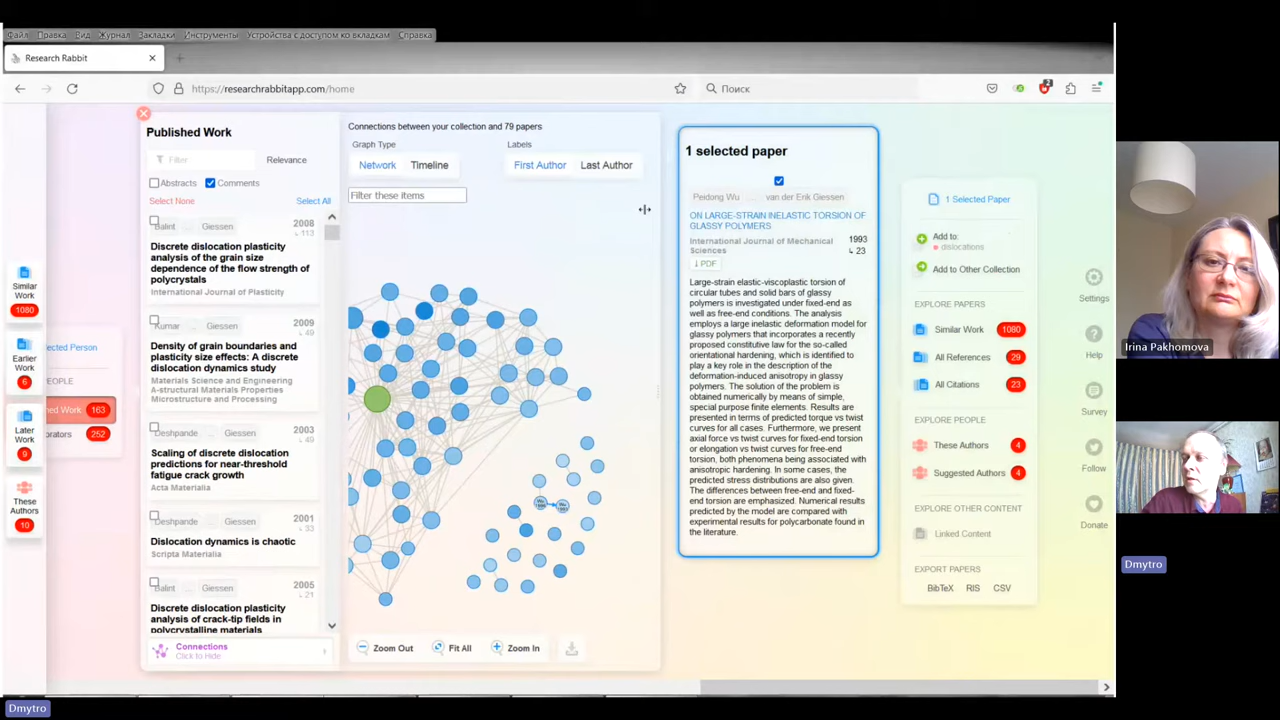 Файл Правка Вид Журнал Закладки Инструменты Устройства с доступом ко вкладкам Справка
Research Rabbit
https://researchrabbitapp.com/home
Поиск
2
Similar Work
1080
Earlier Work
6
Later Work
9
These Authors
10
lected Person
PEOPLE
hed Work 163
borators 252
Published Work
Filter
Relevance
Abstracts
Comments
Select None
Select All
Balint ... Giessen
2008
113
Discrete dislocation plasticity
analysis of the grain size
dependence of the flow strength of
polycrystals
International Journal of Plasticity
Kumar ... Giessen
2009
49
Density of grain boundaries and
plasticity size effects: A discrete
dislocation dynamics study
Materials Science and Engineering
A-structural Materials Properties
Microstructure and Processing
Deshpande ... Giessen
2003
49
Scaling of discrete dislocation
predictions for near-threshold
fatigue crack growth
Acta Materialia
Deshpande ... Giessen
2001
33
Dislocation dynamics is chaotic
Scripta Materialia
Balint ... Giessen
2005
21
Discrete dislocation plasticity
analysis of crack-tip fields in
polycrystalline materials
Connections
Click to Hide
Connections between your collection and 79 papers
Graph Type
Labels
Network
Timeline
First Author
Last Author
Filter these items
Wu
Wu
Zoom Out
Fit All
Zoom In
1 selected paper
Peidong Wu ... van der Erik Giessen
ON LARGE-STRAIN INELASTIC TORSION OF
GLASSY POLYMERS
International Journal of Mechanical
Sciences
1993
23
PDF
Large-strain elastic-viscoplastic torsion of
circular tubes and solid bars of glassy
polymers is investigated under fixed-end as
well as free-end conditions. The analysis
employs a large inelastic deformation model for
glassy polymers that incorporates a recently
proposed constitutive law for the so-called
orientational hardening, which is identified to
play a key role in the description of the
deformation-induced anisotropy in glassy
polymers. The solution of the problem is
obtained numerically by means of simple,
special purpose finite elements. Results are
presented in terms of predicted torque vs twist
curves for all cases. Furthermore, we present
axial force vs twist curves for fixed-end torsion
or elongation vs twist curves for free-end
torsion, both phenomena being associated with
anisotropic hardening. In some cases, the
predicted stress distributions are also given.
The differences between free-end and fixed-
end torsion are emphasized. Numerical results
predicted by the model are compared with
experimental results for polycarbonate found in
the literature.
1 Selected Paper
Add to:
dislocations
Add to Other Collection
EXPLORE PAPERS
Similar Work 1080
All References 29
All Citations 23
EXPLORE PEOPLE
These Authors 4
Suggested Authors 4
EXPLORE OTHER CONTENT
Linked Content
EXPORT PAPERS
BibTeX RIS CSV
Settings
Help
Survey
Follow
Donate
Irina Pakhomova
Dmytro
Dmytro